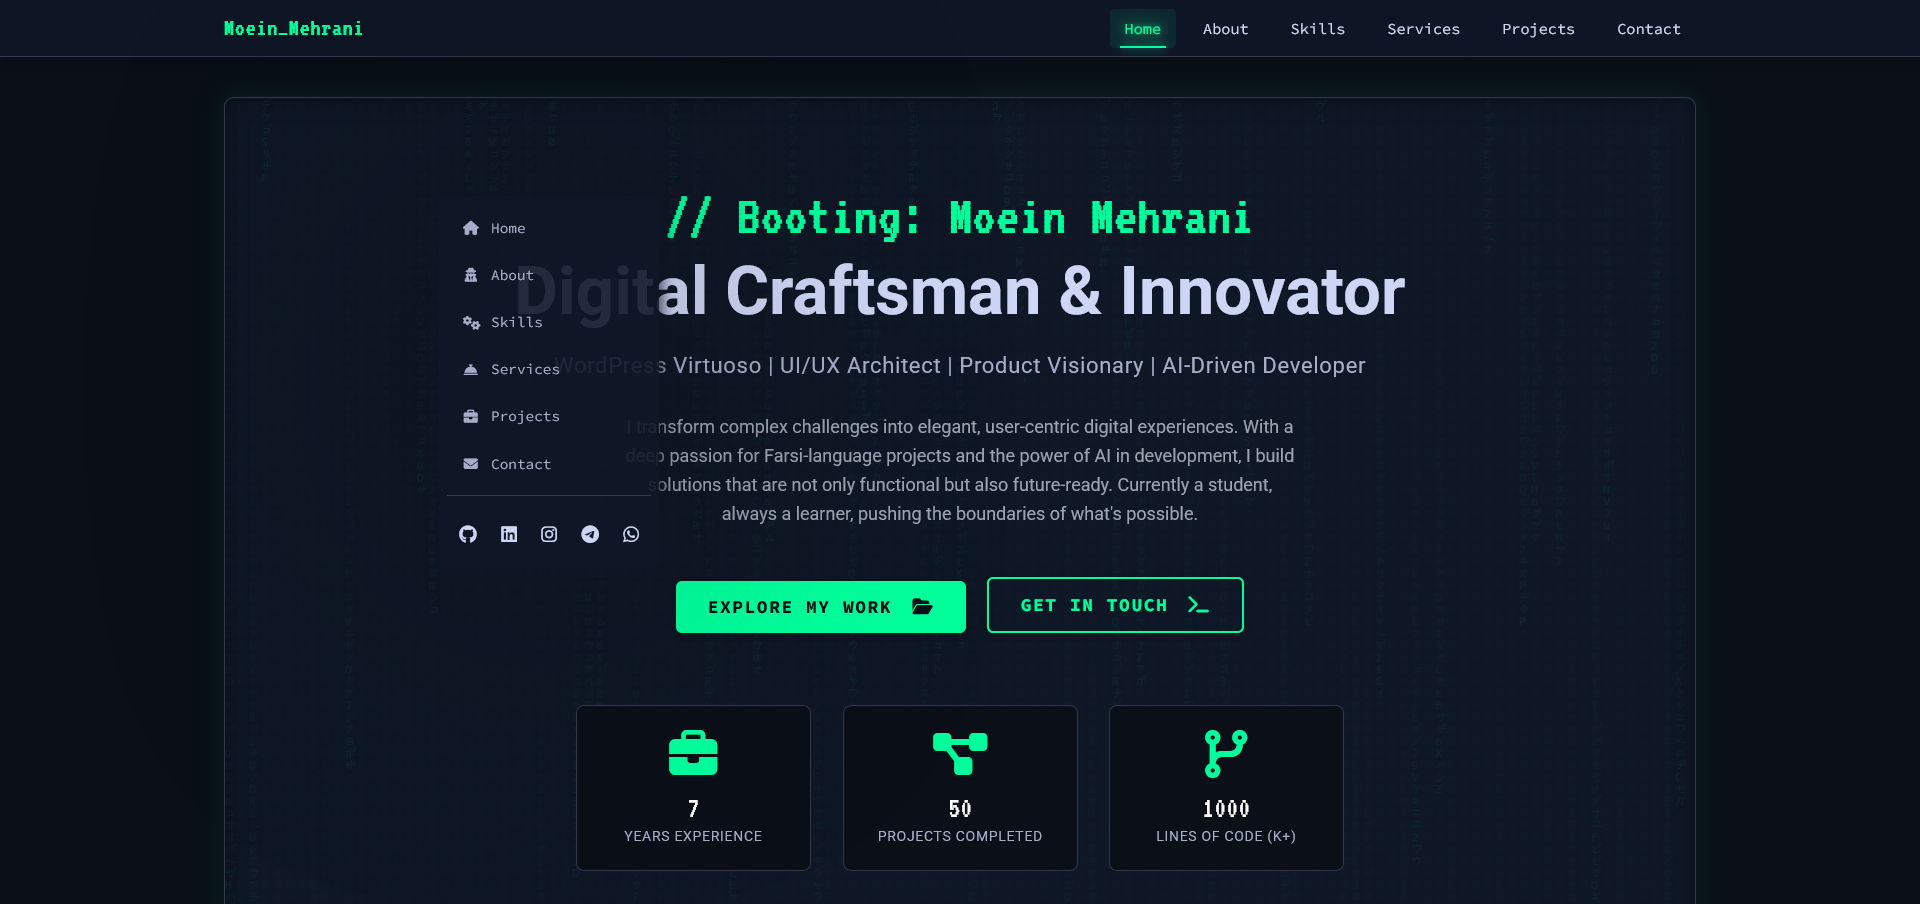 Moein_Mehrani
Home
About
Skills
Services
Projects
Contact
Home
About
Skills
Services
Projects
Contact
// Booting: Moein Mehrani
Digital Craftsman & Innovator
WordPress Virtuoso | UI/UX Architect | Product Visionary | AI-Driven Developer
I transform complex challenges into elegant, user-centric digital experiences. With a
deep passion for Farsi-language projects and the power of AI in development, I build
solutions that are not only functional but also future-ready. Currently a student,
always a learner, pushing the boundaries of what's possible.
EXPLORE MY WORK
GET IN TOUCH
7
YEARS EXPERIENCE
50
PROJECTS COMPLETED
1000
LINES OF CODE (K+)